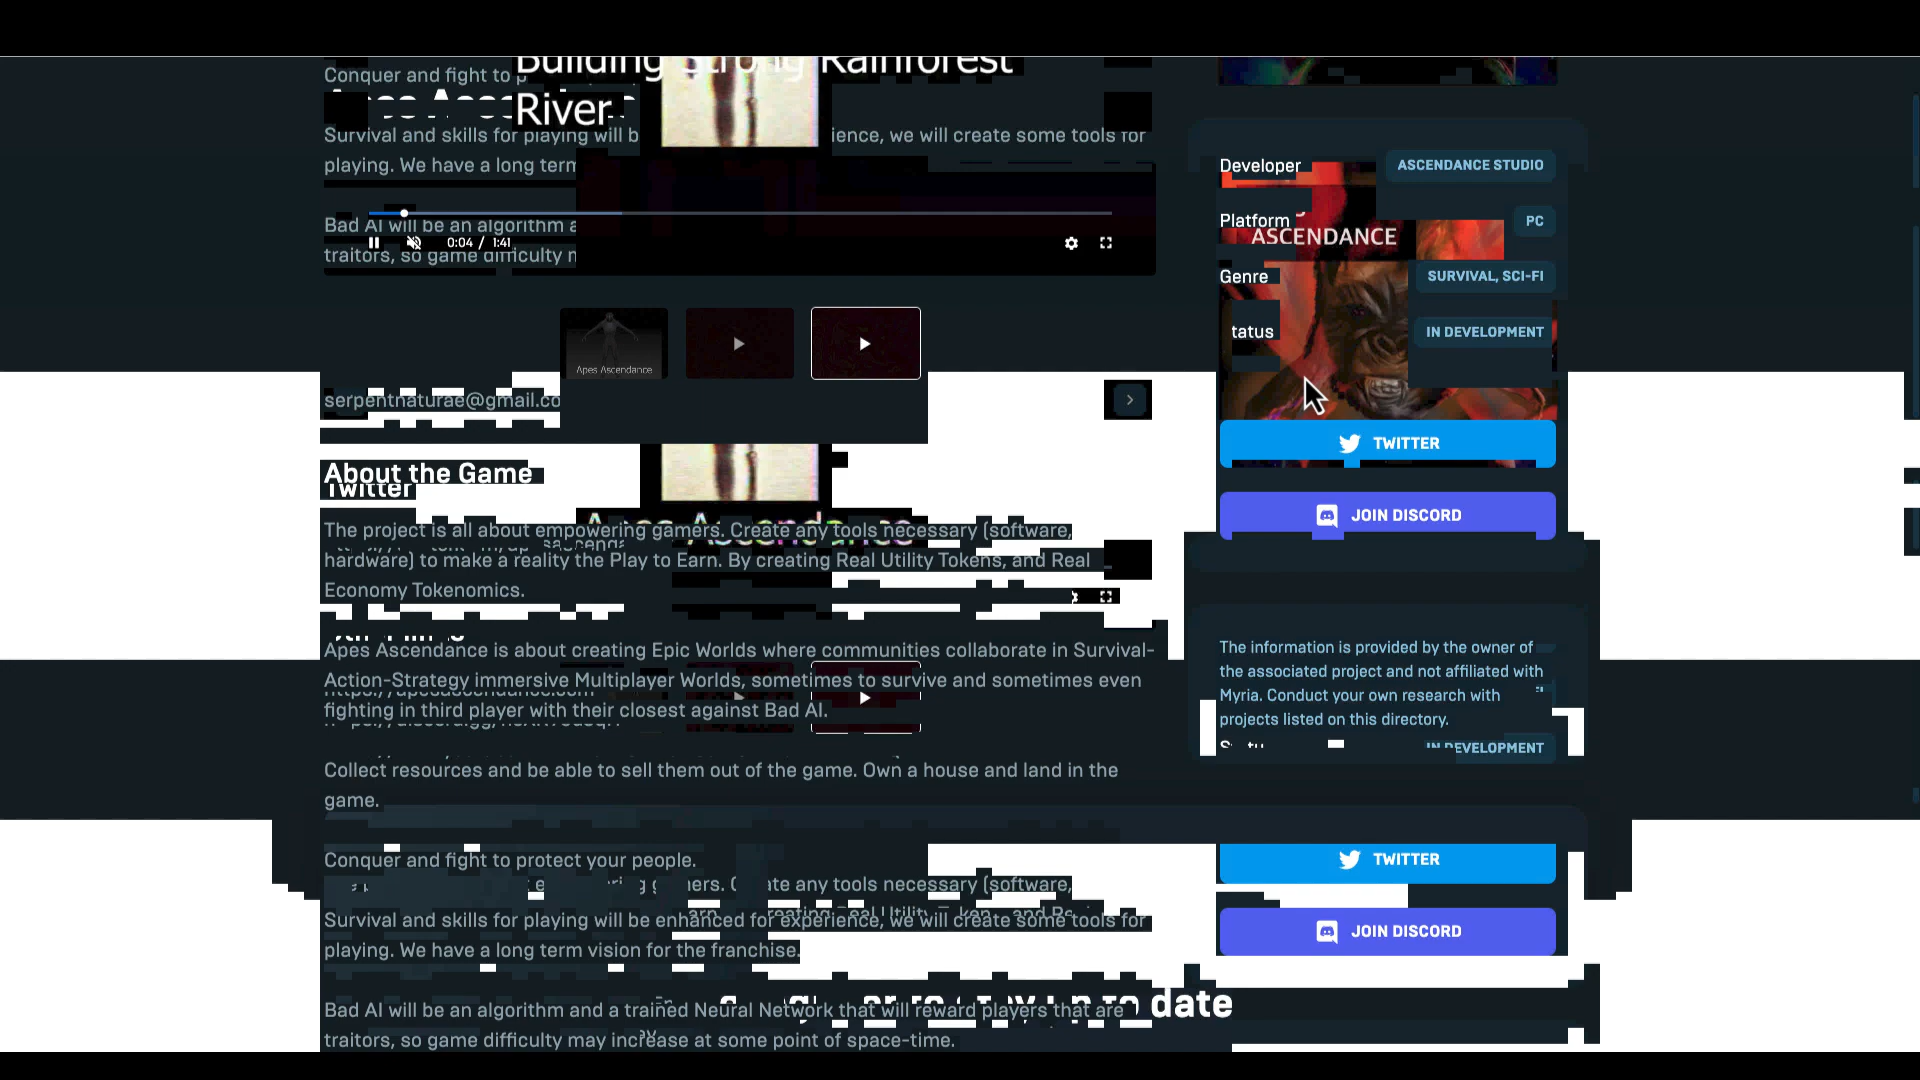 Building Strong Rainforest
River
Conquer and fight to
Survival and skills for playing will b
ience, we will create some tools for
playing. We have a long term
Bad AI will be an algorithm a
0:04 / 1:41
traitors, so game difficulty
Apes Ascendance
serpentnaturae@gmail.co
About the Game
Twitter
The project is all about empowering gamers. Create any tools necessary (software,
hardware) to make a reality the Play to Earn. By creating Real Utility Tokens, and Real
Economy Tokenomics.
Apes Ascendance is about creating Epic Worlds where communities collaborate in Survival-
Action-Strategy immersive Multiplayer Worlds, sometimes to survive and sometimes even
fighting in third player with their closest against Bad AI.
Collect resources and be able to sell them out of the game. Own a house and land in the
game.
Conquer and fight to protect your people.
ate any tools necessary (software,
Survival and skills for playing will be enhanced for experience, we will create some tools for
playing. We have a long term vision for the franchise.
date
Bad AI will be an algorithm and a trained Neural Network that will reward players that are
traitors, so game difficulty may increase at some point of space-time.
Developer
ASCENDANCE STUDIO
Platform
PC
ASCENDANCE
Genre
SURVIVAL, SCI-FI
tatus
IN DEVELOPMENT
TWITTER
JOIN DISCORD
The information is provided by the owner of
the associated project and not affiliated with
Myria. Conduct your own research with
projects listed on this directory.
IN DEVELOPMENT
TWITTER
JOIN DISCORD